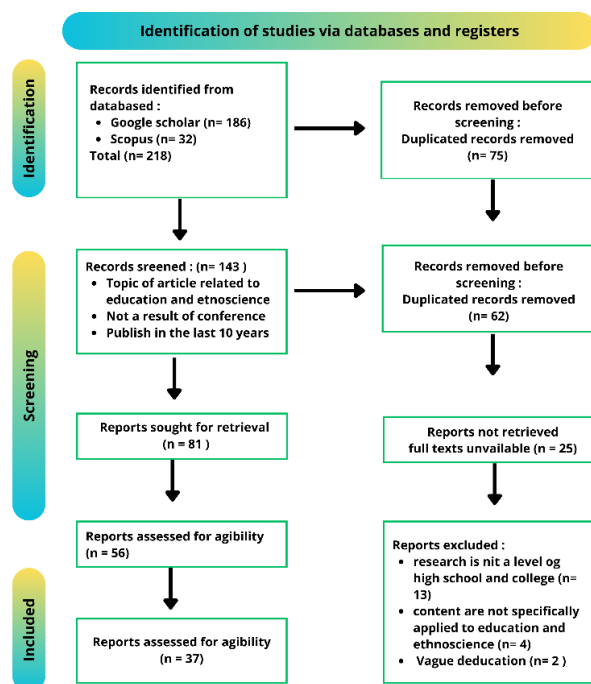 Identification of studies via databases and registers
Identification
Records identified from
databased :
• Google scholar (n= 186)
• Scopus (n= 32)
Total (n= 218)
Records removed before
screening :
Duplicated records removed
(n= 75)
Screening
Records sreened : (n= 143 )
• Topic of article related to
education and etnoscience
• Not a result of conference
• Publish in the last 10 years
Records removed before
screening :
Duplicated records removed
(n= 62)
Reports sought for retrieval
(n= 81 )
Reports not retrieved
full texts unvailable (n = 25)
Reports assessed for agibility
(n = 56)
Reports excluded :
• research is nit a level og
high school and college (n=
13)
• content are not specifically
applied to education and
ethnoscience (n= 4)
• Vague deducation (n= 2 )
Included
Reports assessed for agibility
(n = 37)